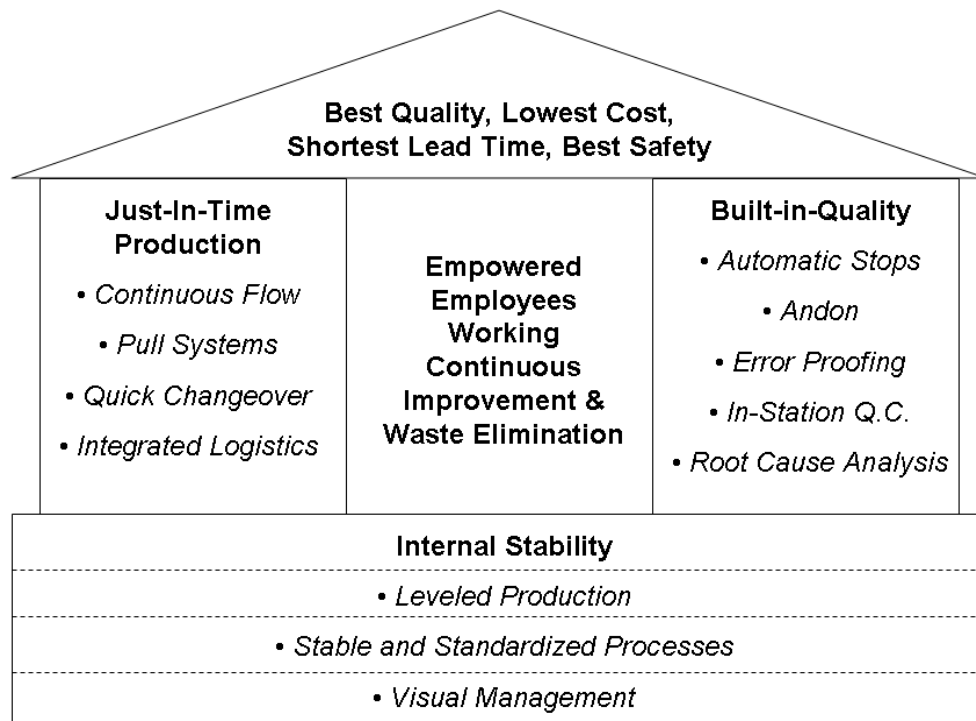 Best Quality, Lowest Cost,
Shortest Lead Time, Best Safety
Just-In-Time
Production
• Continuous Flow
• Pull Systems
• Quick Changeover
• Integrated Logistics
Empowered
Employees
Working
Continuous
Improvement &
Waste Elimination
Built-in-Quality
• Automatic Stops
• Andon
• Error Proofing
• In-Station Q.C.
• Root Cause Analysis
Internal Stability
• Leveled Production
• Stable and Standardized Processes
• Visual Management